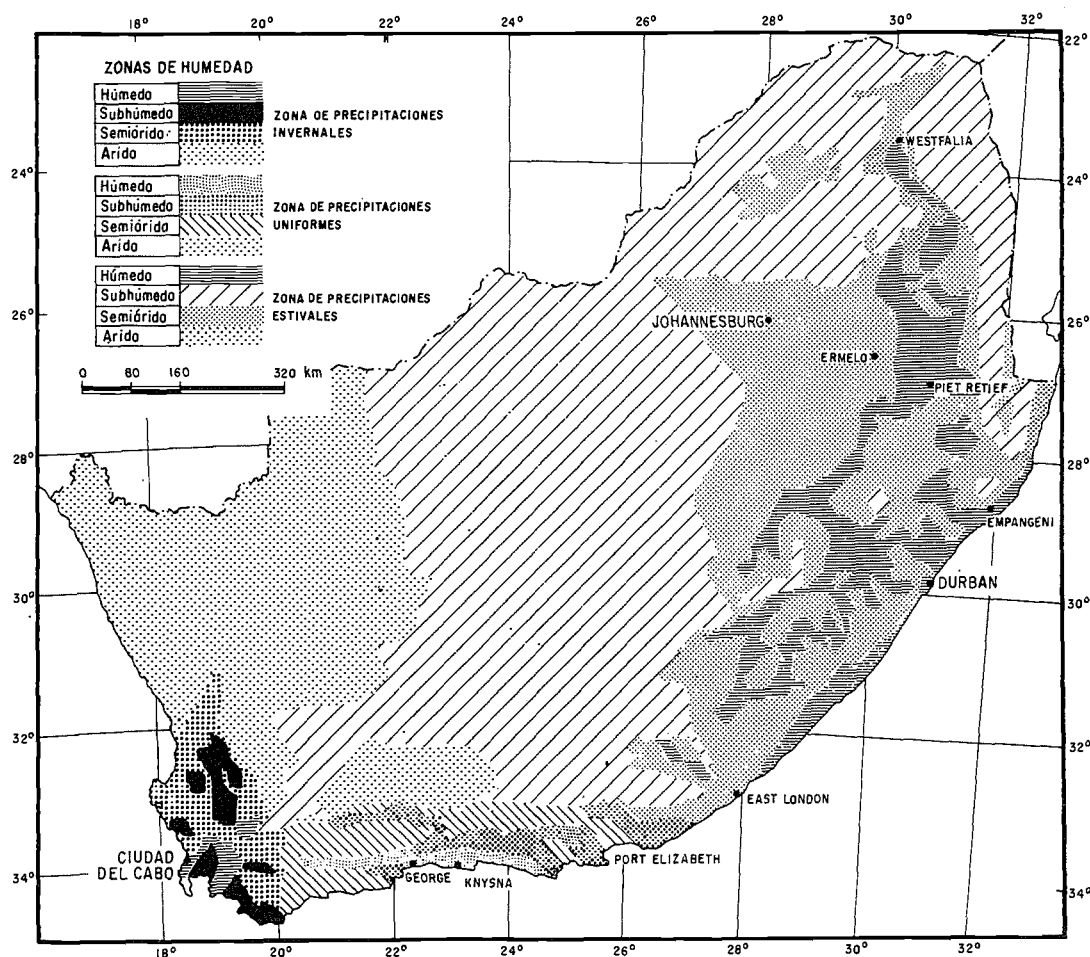 18° 20° 22° 24° 26° 28° 30° 32°
ZONAS DE HUMEDAD
Húmedo
Subhúmedo
Semiárido
Arido
ZONA DE PRECIPITACIONES
INVERNALES
Húmedo
Subhúmedo
Semiárido
Arido
ZONA DE PRECIPITACIONES
UNIFORMES
Húmedo
Subhúmedo
Semiárido
Arido
ZONA DE PRECIPITACIONES
ESTIVALES
0 80 160 320 km
24°
26°
28°
30°
32°
34°
22°
24°
26°
28°
30°
32°
34°
WESTFALIA
JOHANNESBURG
ERMELO
PIET RETIEF
EMPANGENI
DURBAN
EAST LONDON
PORT ELIZABETH
CIUDAD
DEL CABO
GEORGE KNYSNA
18° 20° 22° 24° 26° 28° 30° 32°